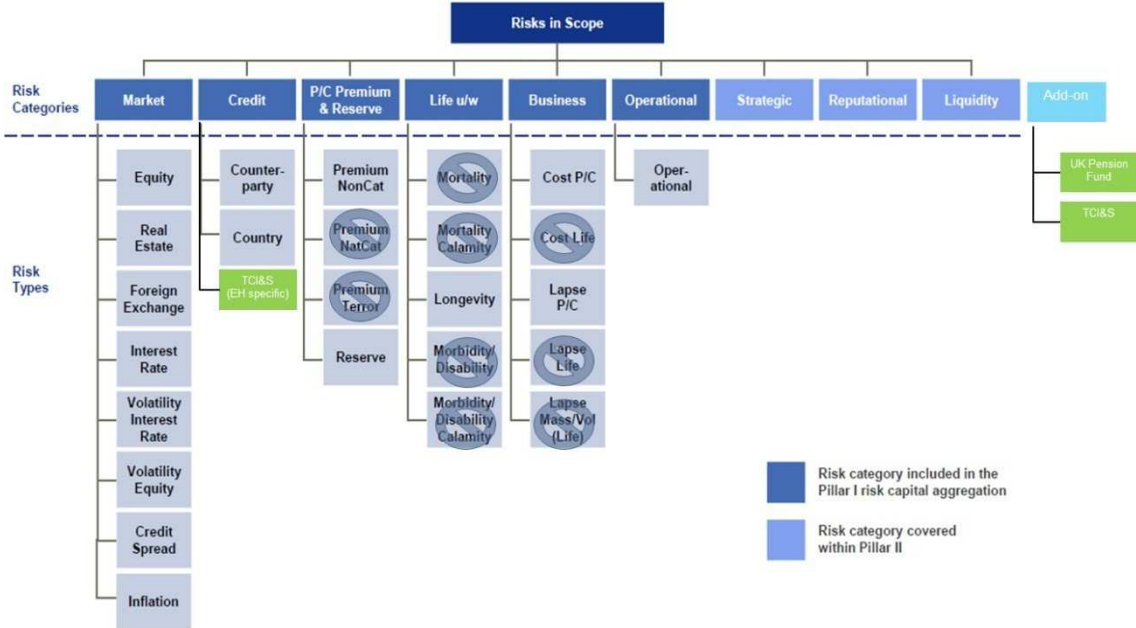 Risks in Scope
Risk
Categories
Market
Credit
P/C Premium
& Reserve
Life u/w
Business
Operational
Strategic
Reputational
Liquidity
Add-on
Risk
Types
Equity
Real
Estate
Foreign
Exchange
Interest
Rate
Volatility
Interest
Rate
Volatility
Equity
Credit
Spread
Inflation
Counter-
party
Country
TCI&S
(EH specific)
Premium
NonCat
Premium
NatCat
Premium
Terror
Reserve
Mortality
Mortality
Calamity
Longevity
Morbidity/
Disability
Morbidity/
Disability
Calamity
Cost P/C
Cost Life
Lapse
P/C
Lapse
Life
Lapse
Mass/Vol
(Life)
Oper-
ational
UK Pension
Fund
TCI&S
Risk category included in the
Pillar I risk capital aggregation
Risk category covered
within Pillar II